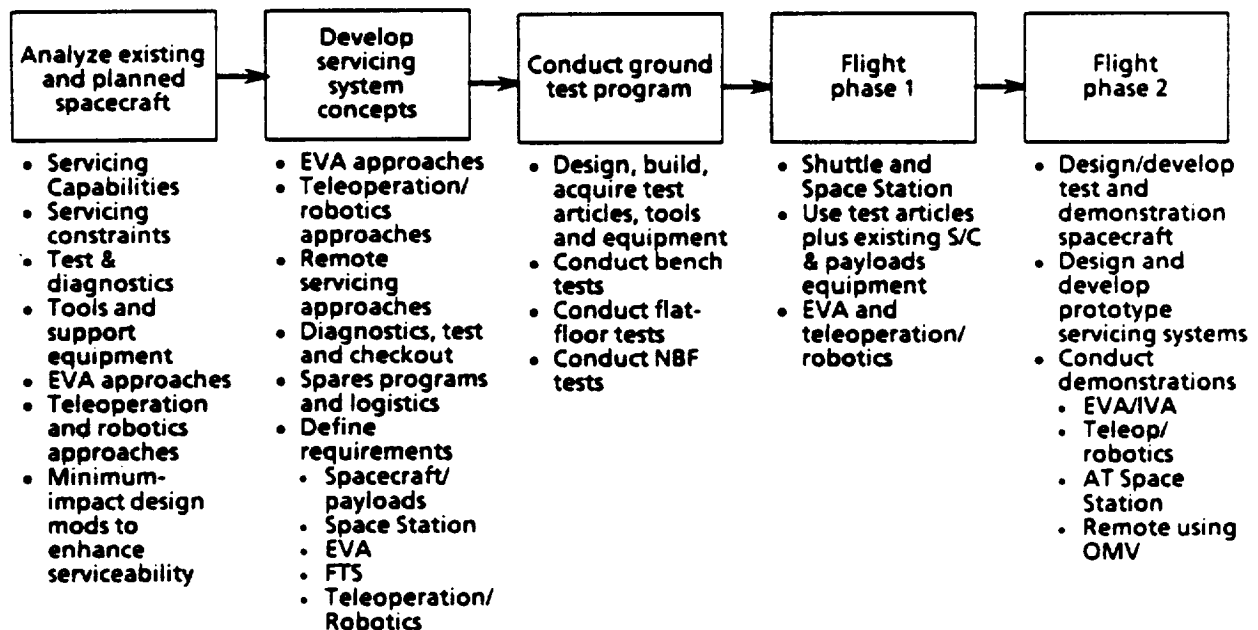 Analyze existing
and planned
spacecraft
Develop
servicing
system
concepts
Conduct ground
test program
Flight
phase 1
Flight
phase 2
• Servicing
Capabilities
• Servicing
constraints
• Test &
diagnostics
• Tools and
support
equipment
• EVA approaches
• Teleoperation
and robotics
approaches
• Minimum-
impact design
mods to
enhance
serviceability
• EVA approaches
• Teleoperation/
robotics
approaches
• Remote
servicing
approaches
• Diagnostics, test
and checkout
• Spares programs
and logistics
• Define
requirements
• Spacecraft/
payloads
• Space Station
• EVA
• FTS
• Teleoperation/
Robotics
• Design, build,
acquire test
articles, tools
and equipment
• Conduct bench
tests
• Conduct flat-
floor tests
• Conduct NBF
tests
• Shuttle and
Space Station
• Use test articles
plus existing S/C
& payloads
equipment
• EVA and
teleoperation/
robotics
• Design/develop
test and
demonstration
spacecraft
• Design and
develop
prototype
servicing systems
• Conduct
demonstrations
• EVA/IVA
• Teleop/
robotics
• AT Space
Station
• Remote using
OMV